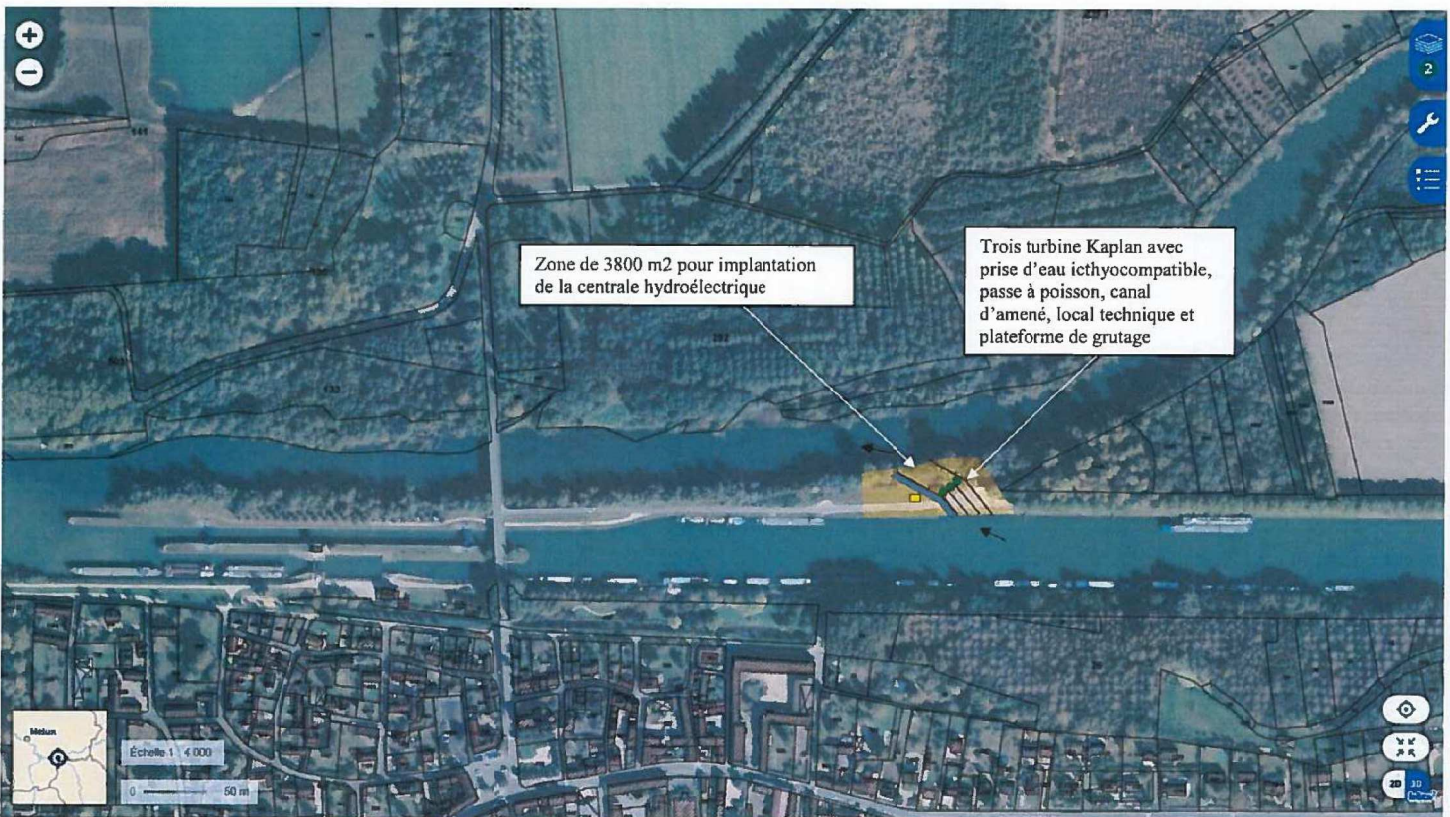 +
−
2
Zone de 3800 m2 pour implantation
de la centrale hydroélectrique
Trois turbine Kaplan avec
prise d'eau icthyocompatible,
passe à poisson, canal
d'amené, local technique et
plateforme de grutage
Melun
Échelle 1 : 4 000
0 50 m
2D 3D